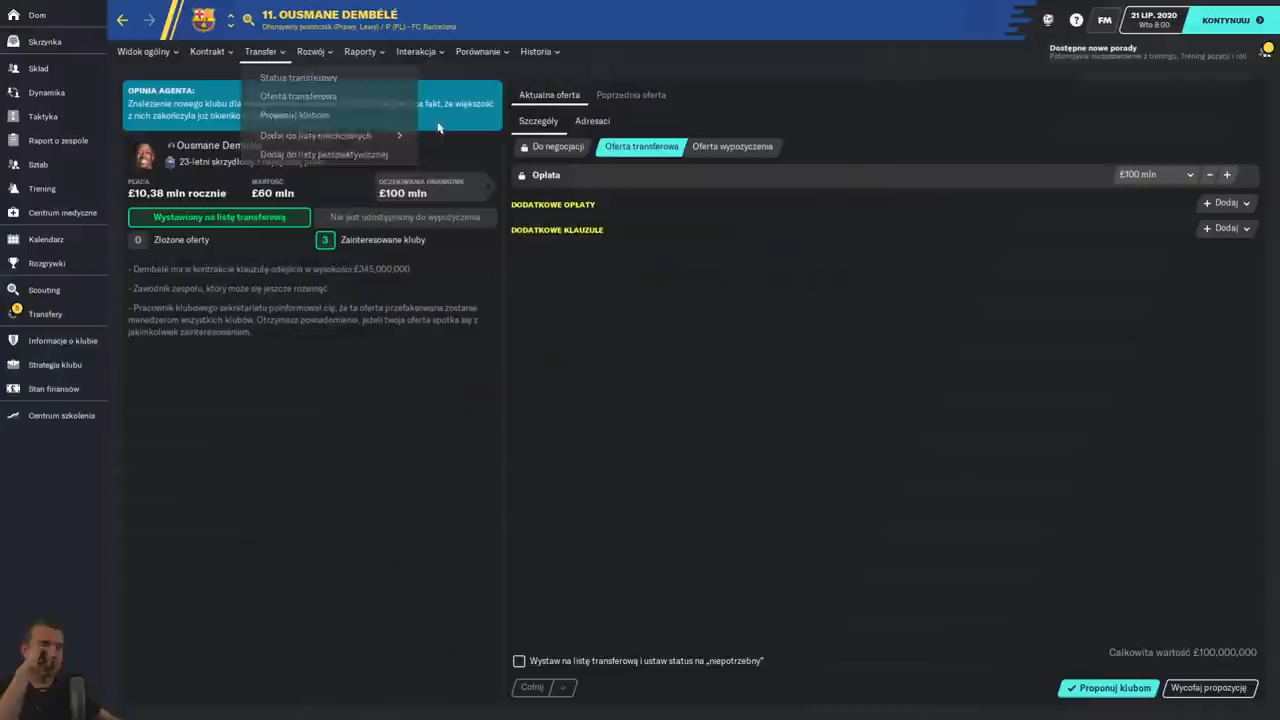 Dom
Skrzynka
Skład
Dynamika
Taktyka
Raport o zespole
Sztab
Trening
Centrum medyczne
Kalendarz
Rozgrywki
Scouting
5
Transfery
Informacje o klubie
Strategia klubu
Stan finansów
Centrum szkolenia
11. OUSMANE DEMBÉLÉ
Ofensywny pomocnik (Prawy, Lewy) / P (PL) - FC Barcelona
FM
21 LIP. 2020
Wto 8:00
KONTYNUUJ
Widok ogólny
Kontrakt
Transfer
Rozwój
Raporty
Interakcja
Porównanie
Historia
Dostępne nowe porady
Status transferowy
Oferta transferowa
Proponuj klubom
Dodaj do listy niechcianych
Dodaj do listy perspektywicznej
OPINIA AGENTA:
Znalezienie nowego klubu dla
fakt, że większość
z nich zakończyła już okienko
Ousmane Dembélé
23-letni skrzydłowy
PŁACA
£10,38 mln rocznie
WARTOŚĆ
£60 mln
OCZEKIWANIA FINANSOWE
£100 mln
Wystawiony na listę transferową
Nie jest udostępniony do wypożyczenia
0 Złożone oferty
3 Zainteresowane kluby
- Dembélé ma w kontrakcie klauzulę odejścia w wysokości £345,000,000
- Zawodnik zespołu, który może się jeszcze rozwinąć
- Pracownik klubowego sekretariatu poinformował cię, że ta oferta przefaksowana zostanie
menedżerom wszystkich klubów. Otrzymasz powiadomienie, jeżeli twoja oferta spotka się z
jakimkolwiek zainteresowaniem.
Aktualna oferta
Poprzednia oferta
Szczegóły
Adresaci
Do negocjacji
Oferta transferowa
Oferta wypożyczenia
Opłata
£100 mln
DODATKOWE OPŁATY
Dodaj
DODATKOWE KLAUZULE
Dodaj
Wystaw na listę transferową i ustaw status na „niepotrzebny”
Całkowita wartość £100,000,000
Cofnij
Proponuj klubom
Wycofaj propozycję